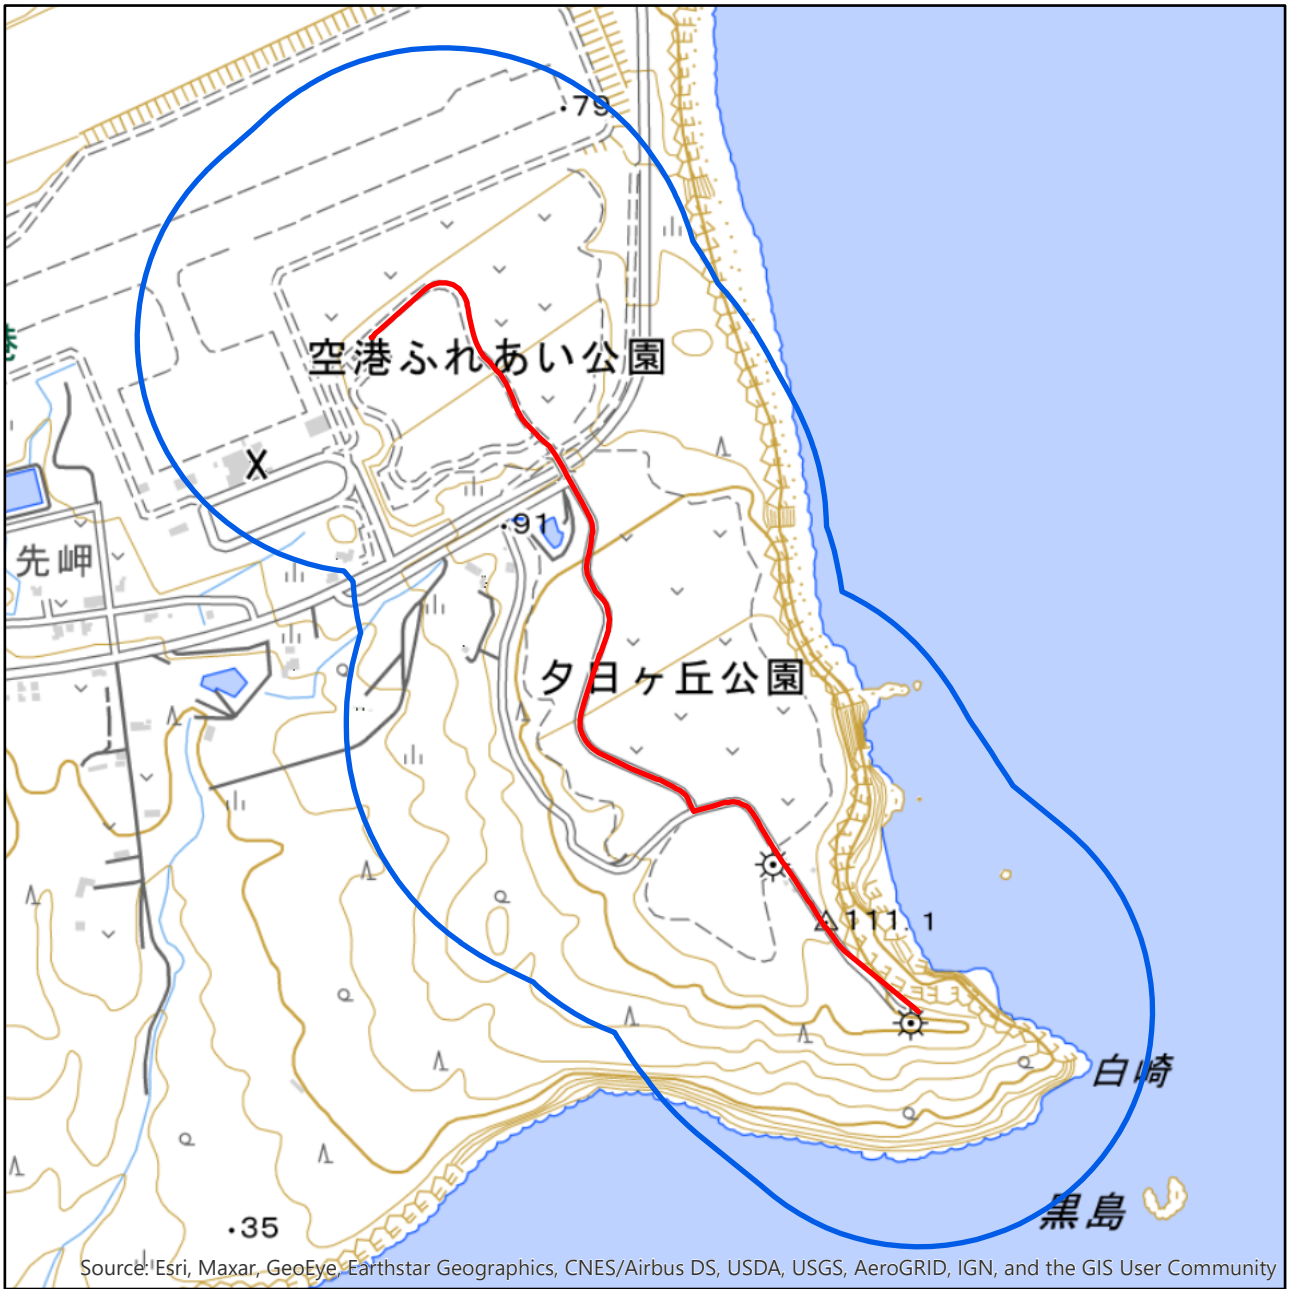 79
港
空港ふれあい公園
91
先岬
夕日ヶ丘公園
111.1
白崎
黒島
35
Source: Esri, Maxar, GeoEye, Earthstar Geographics, CNES/Airbus DS, USDA, USGS, AeroGRID, IGN, and the GIS User Community